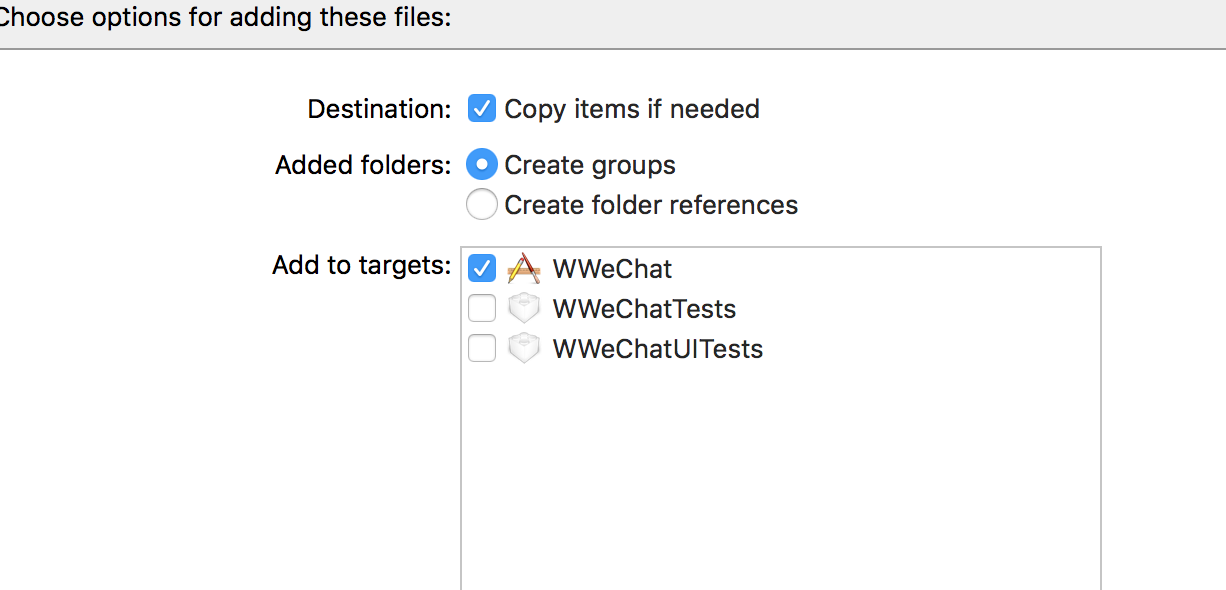 Choose options for adding these files:
Destination: Copy items if needed
Added folders: Create groups
Create folder references
Add to targets: WWeChat
WWeChatTests
WWeChatUITests